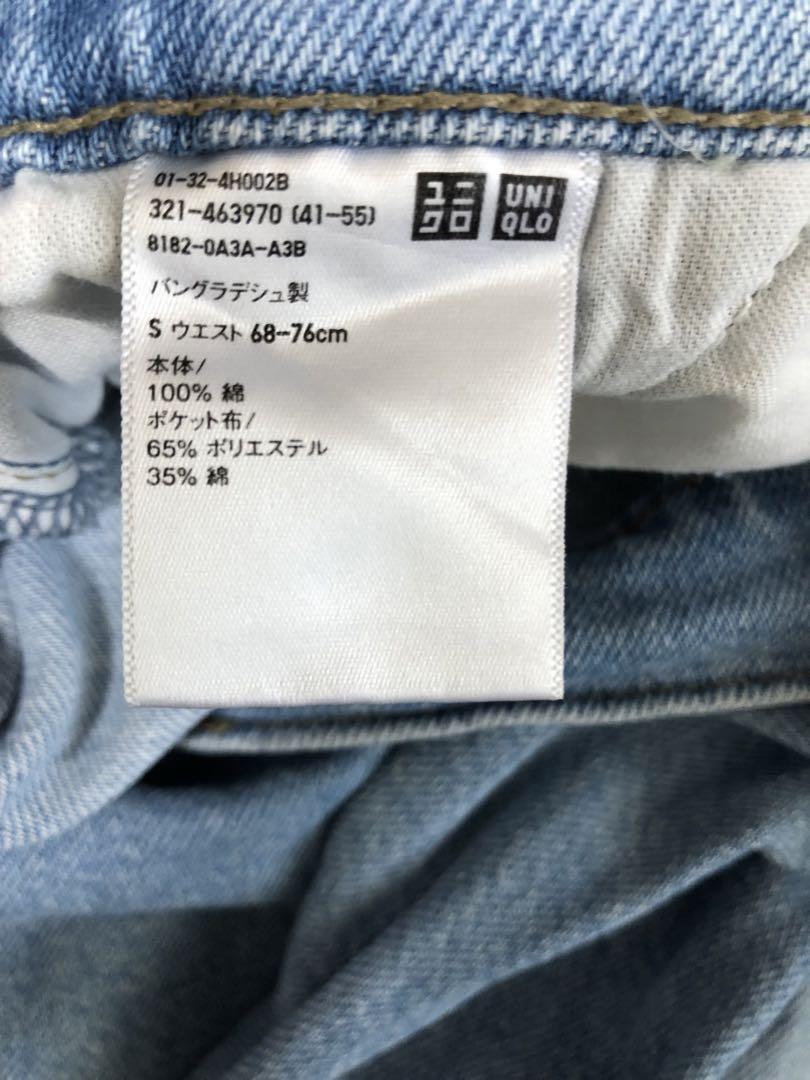 01-32-4H002B
321-463970 (41-55)
8182-0A3A-A3B
ユニクロ
UNIQLO
バングラデシュ製
S ウエスト 68-76cm
本体/
100% 綿
ポケット布/
65% ポリエステル
35% 綿